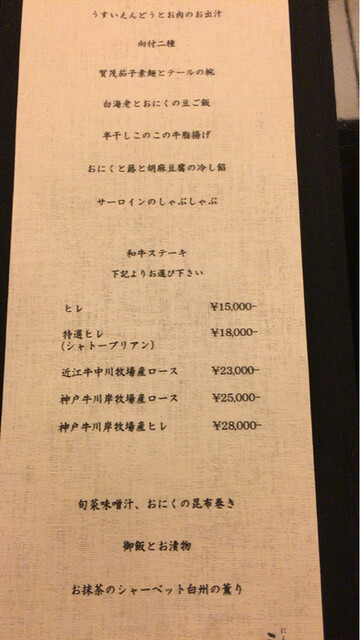 うすいえんどうとお肉のお出汁
向付二種
賀茂茄子素麺とテールの椀
白海老とおにくの豆ご飯
半干しこのこの牛脂揚げ
おにくと蕗と胡麻豆腐の冷し餡
サーロインのしゃぶしゃぶ
和牛ステーキ
下記よりお選び下さい
ヒレ ¥15,000-
特選ヒレ ¥18,000-
(シャトーブリアン)
近江牛中川牧場産ロース ¥23,000-
神戸牛川岸牧場産ロース ¥25,000-
神戸牛川岸牧場産ヒレ ¥28,000-
旬菜味噌汁、おにくの昆布巻き
御飯とお漬物
お抹茶のシャーベット白州の薫り